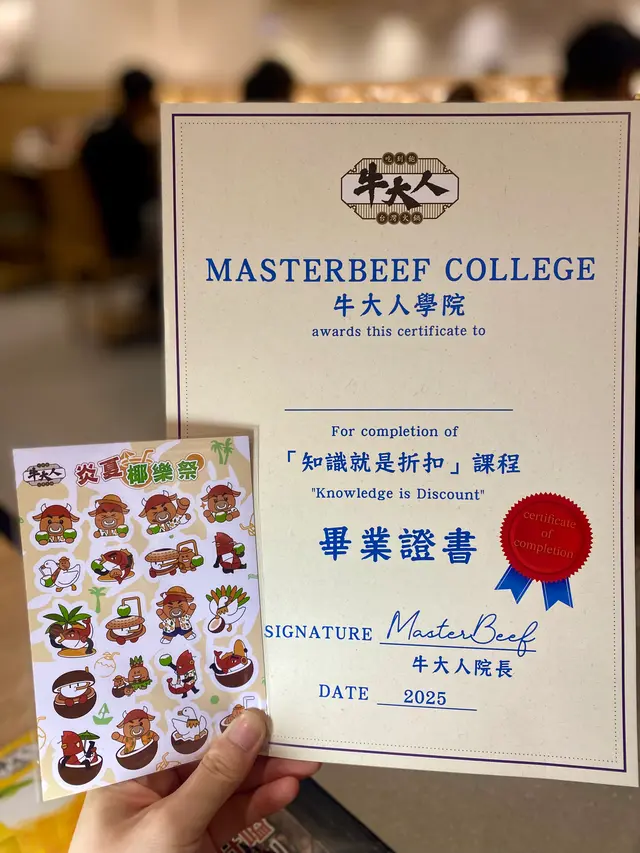 吃到飽
牛大人
台灣火鍋
MASTERBEEF COLLEGE
牛大人學院
awards this certificate to
For completion of
「知識就是折扣」課程
"Knowledge is Discount"
畢業證書
certificate
of
completion
SIGNATURE MasterBeef
牛大人院長
DATE 2025
牛大人
炎夏椰樂祭